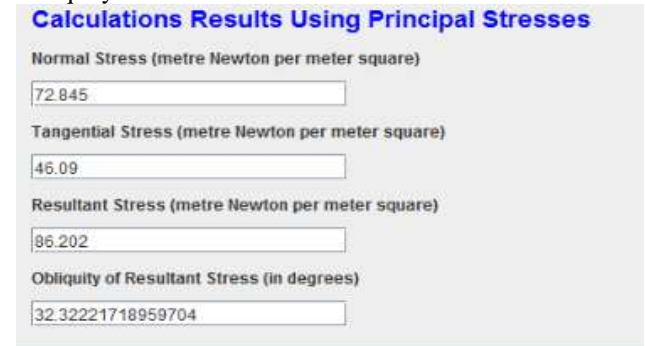 Calculations Results Using Principal Stresses
Normal Stress (metre Newton per meter square)
72.845
Tangential Stress (metre Newton per meter square)
46.09
Resultant Stress (metre Newton per meter square)
86.202
Obliquity of Resultant Stress (in degrees)
32.32221718959704